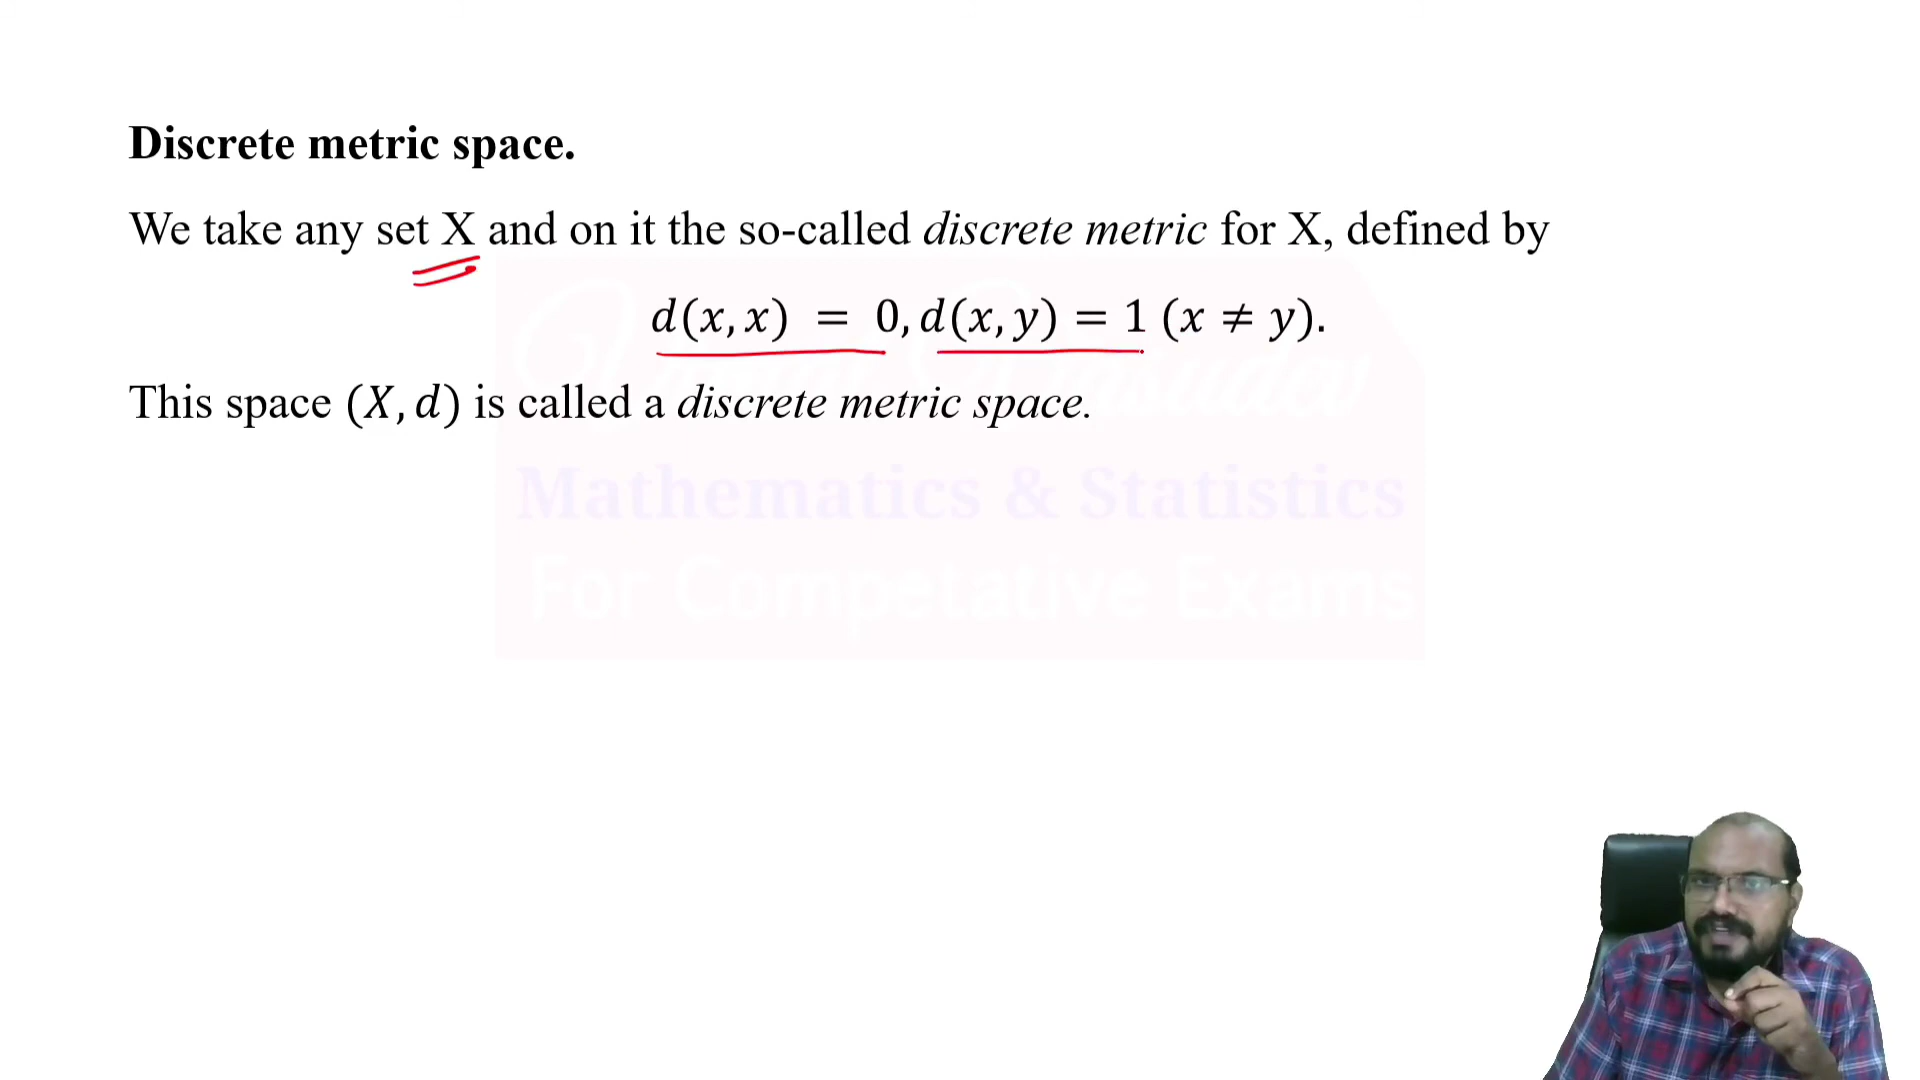 Discrete metric space.
We take any set X and on it the so-called discrete metric for X, defined by
d(x, x) = 0, d(x, y) = 1 (x ≠ y).
This space (X, d) is called a discrete metric space.
Mathematics & Statistics
For Competative Exams